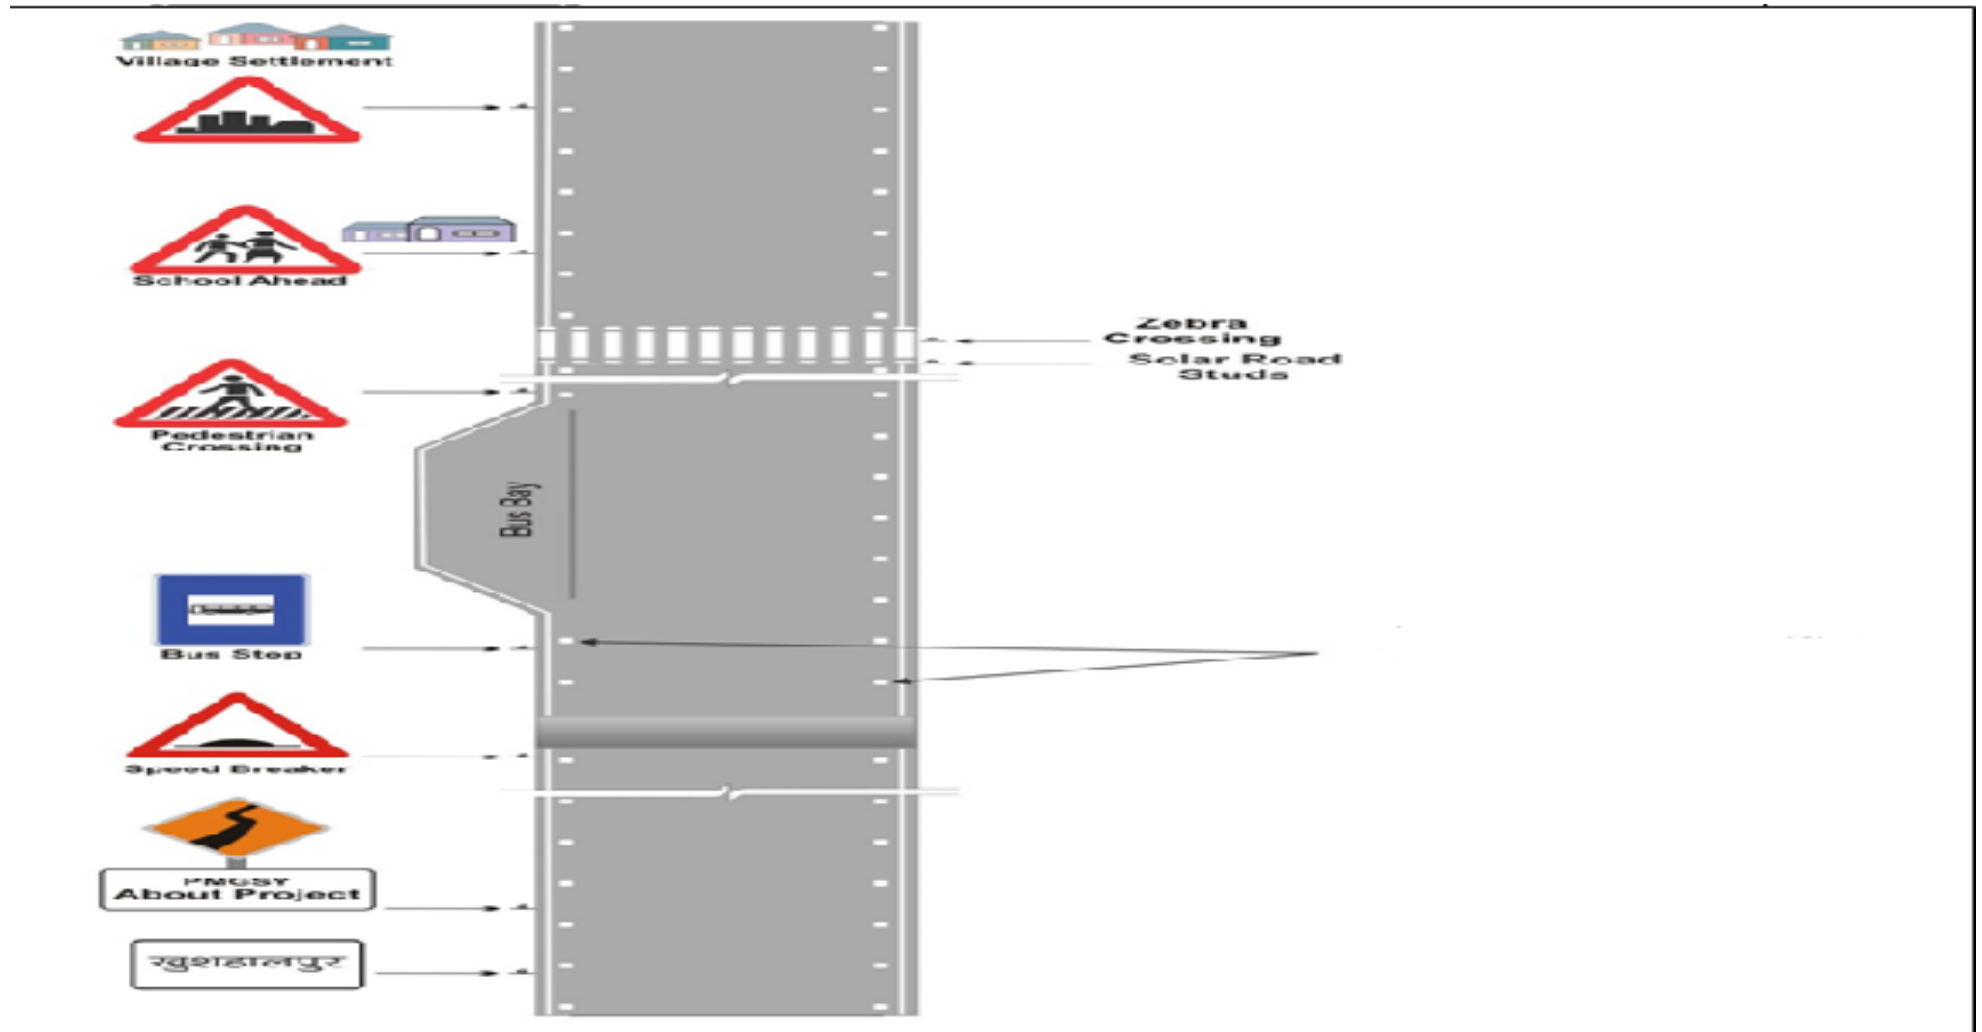 Village Settlement
School Ahead
Zebra
Crossing
Solar Road
Studs
Pedestrian
Crossing
Bus Bay
Bus Stop
Speed Breaker
PMGSY
About Project
खुशहालपुर